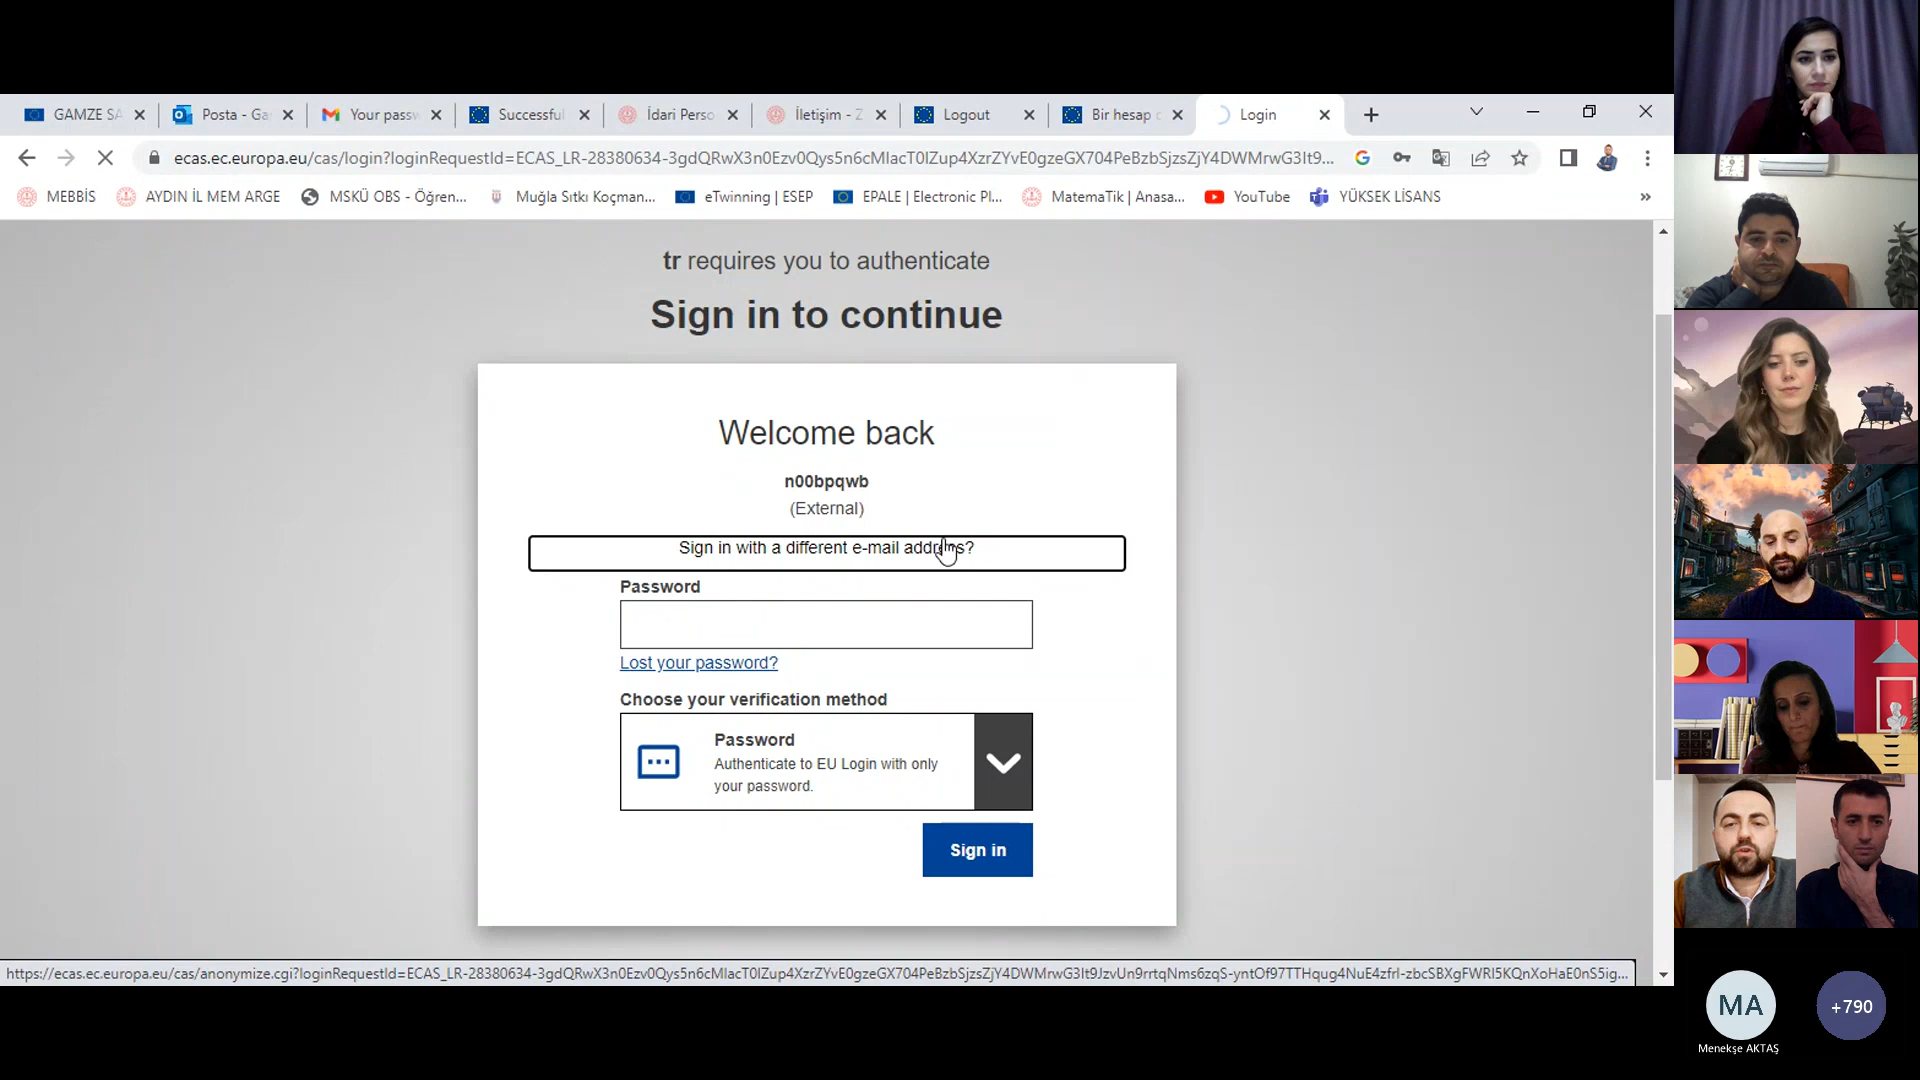 GAMZE SA
Posta - Ga
Your passw
Successful
İdari Perso
İletişim - Z
Logout
Bir hesap o
Login
ecas.ec.europa.eu/cas/login?loginRequestId=ECAS_LR-28380634-3gdQRwX3n0Ezv0Qys5n6cMlacT0lZup4XzrZYvE0gzeGX704PeBzbSjzsZjY4DWMrwG3It9...
MEBBİS
AYDIN İL MEM ARGE
MSKÜ OBS - Öğren...
Muğla Sıtkı Koçman...
eTwinning | ESEP
EPALE | Electronic Pl...
MatemaTik | Anasa...
YouTube
YÜKSEK LİSANS
tr requires you to authenticate
Sign in to continue
Welcome back
n00bpqwb
(External)
Sign in with a different e-mail address?
Password
Lost your password?
Choose your verification method
Password
Authenticate to EU Login with only
your password.
Sign in
https://ecas.ec.europa.eu/cas/anonymize.cgi?loginRequestId=ECAS_LR-28380634-3gdQRwX3n0Ezv0Qys5n6cMlacT0lZup4XzrZYvE0gzeGX704PeBzbSjzsZjY4DWMrwG3It9JzvUn9rrtqNms6zqS-yntOf97TTHqug4NuE4zfrl-zbcSBXgFWRl5KQnXoHaE0nS5ig...
MA
+790
Menekşe AKTAŞ